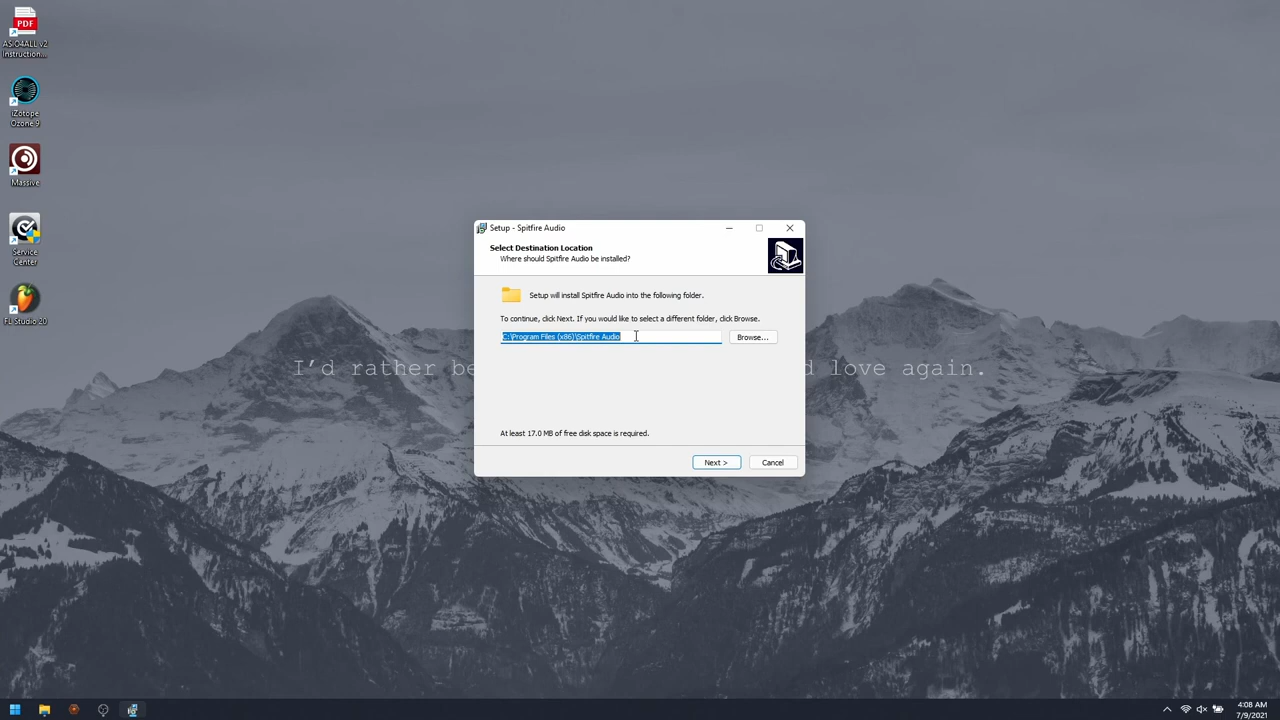 PDF
ASIO4ALL v2
Instruction...
iZotope
Ozone 9
Massive
Service
Center
FL Studio 20
Setup - Spitfire Audio
Select Destination Location
Where should Spitfire Audio be installed?
Setup will install Spitfire Audio into the following folder.
To continue, click Next. If you would like to select a different folder, click Browse.
C:\Program Files (x86)\Spitfire Audio
Browse...
I'd rather be d love again.
At least 17.0 MB of free disk space is required.
Next >
Cancel
4:08 AM
7/9/2021